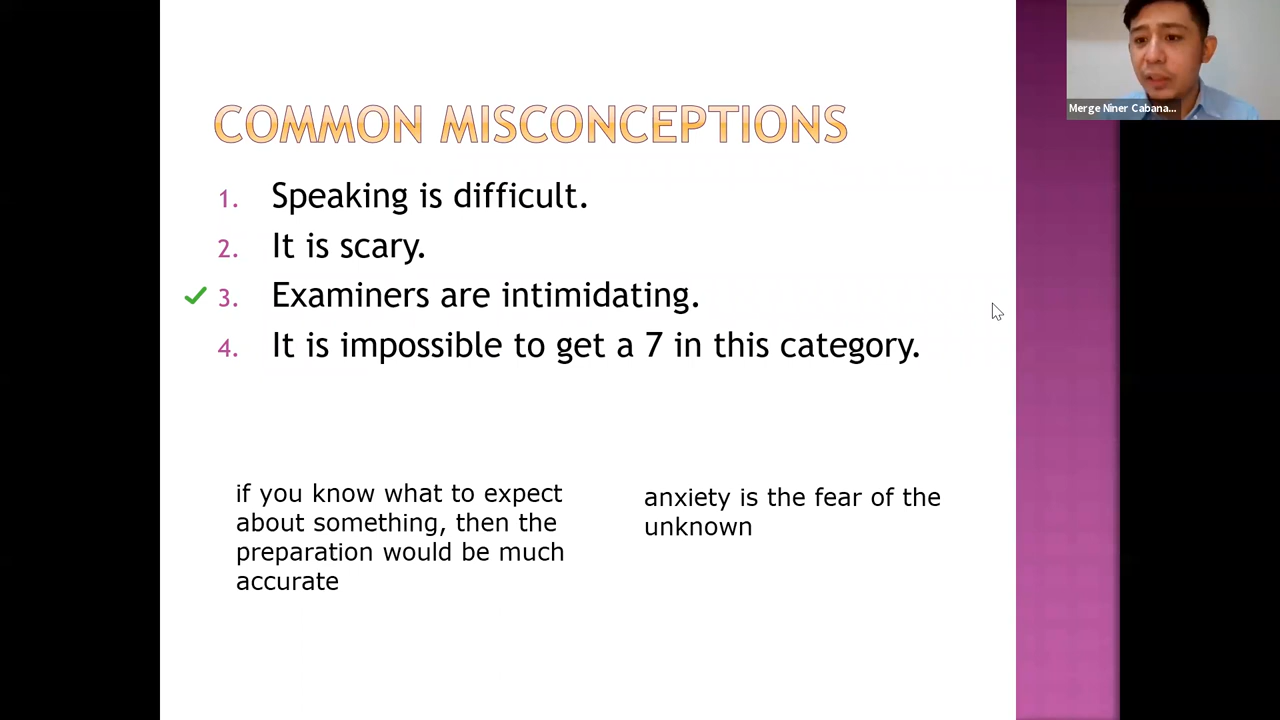 COMMON MISCONCEPTIONS
1. Speaking is difficult.
2. It is scary.
3. Examiners are intimidating.
4. It is impossible to get a 7 in this category.
if you know what to expect
about something, then the
preparation would be much
accurate
anxiety is the fear of the
unknown
Merge Niner Cabana...